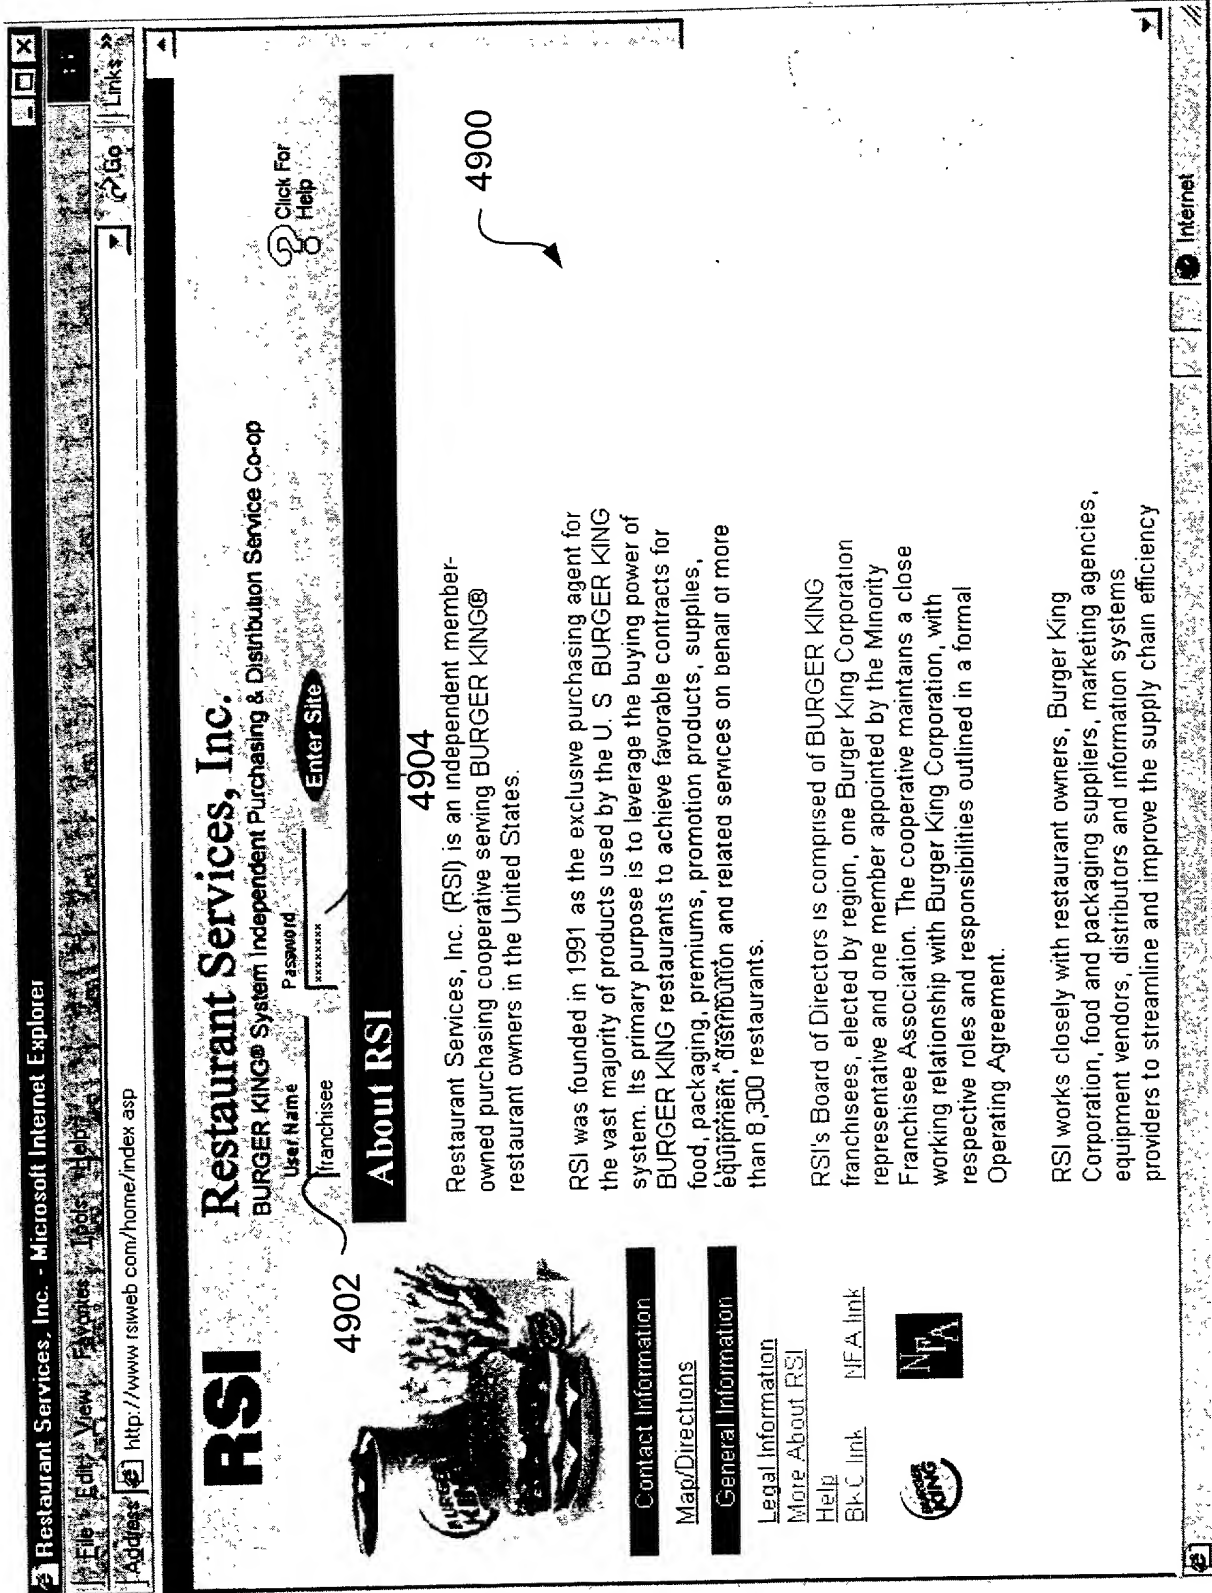 Restaurant Services, Inc. - Microsoft Internet Explorer
File Edit View Favorites Tools Help
Address http://www rsiweb com/home/index asp Go Links »
RSI
Restaurant Services, Inc.
BURGER KING® System Independent Purchasing & Distribution Service Co-op
User Name Password
franchisee xxxxxxxx Enter Site
Click For
Help
4902
4904
4900
About RSI
BURGER
KING
Contact Information
Map/Directions
General Information
Legal Information
More About RSI
Help
BKC link NFA link
BURGER
KING
NFA
Restaurant Services, Inc. (RSI) is an independent member-
owned purchasing cooperative serving BURGER KING®
restaurant owners in the United States.
RSI was founded in 1991 as the exclusive purchasing agent for
the vast majority of products used by the U. S BURGER KING
system. Its primary purpose is to leverage the buying power of
BURGER KING restaurants to achieve favorable contracts for
food, packaging, premiums, promotion products, supplies,
equipment, distribution and related services on behalf of more
than 8,300 restaurants.
RSI's Board of Directors is comprised of BURGER KING
franchisees, elected by region, one Burger King Corporation
representative and one member appointed by the Minority
Franchisee Association. The cooperative maintains a close
working relationship with Burger King Corporation, with
respective roles and responsibilities outlined in a formal
Operating Agreement.
RSI works closely with restaurant owners, Burger King
Corporation, food and packaging suppliers, marketing agencies,
equipment vendors, distributors and information systems
providers to streamline and improve the supply chain efficiency
Internet